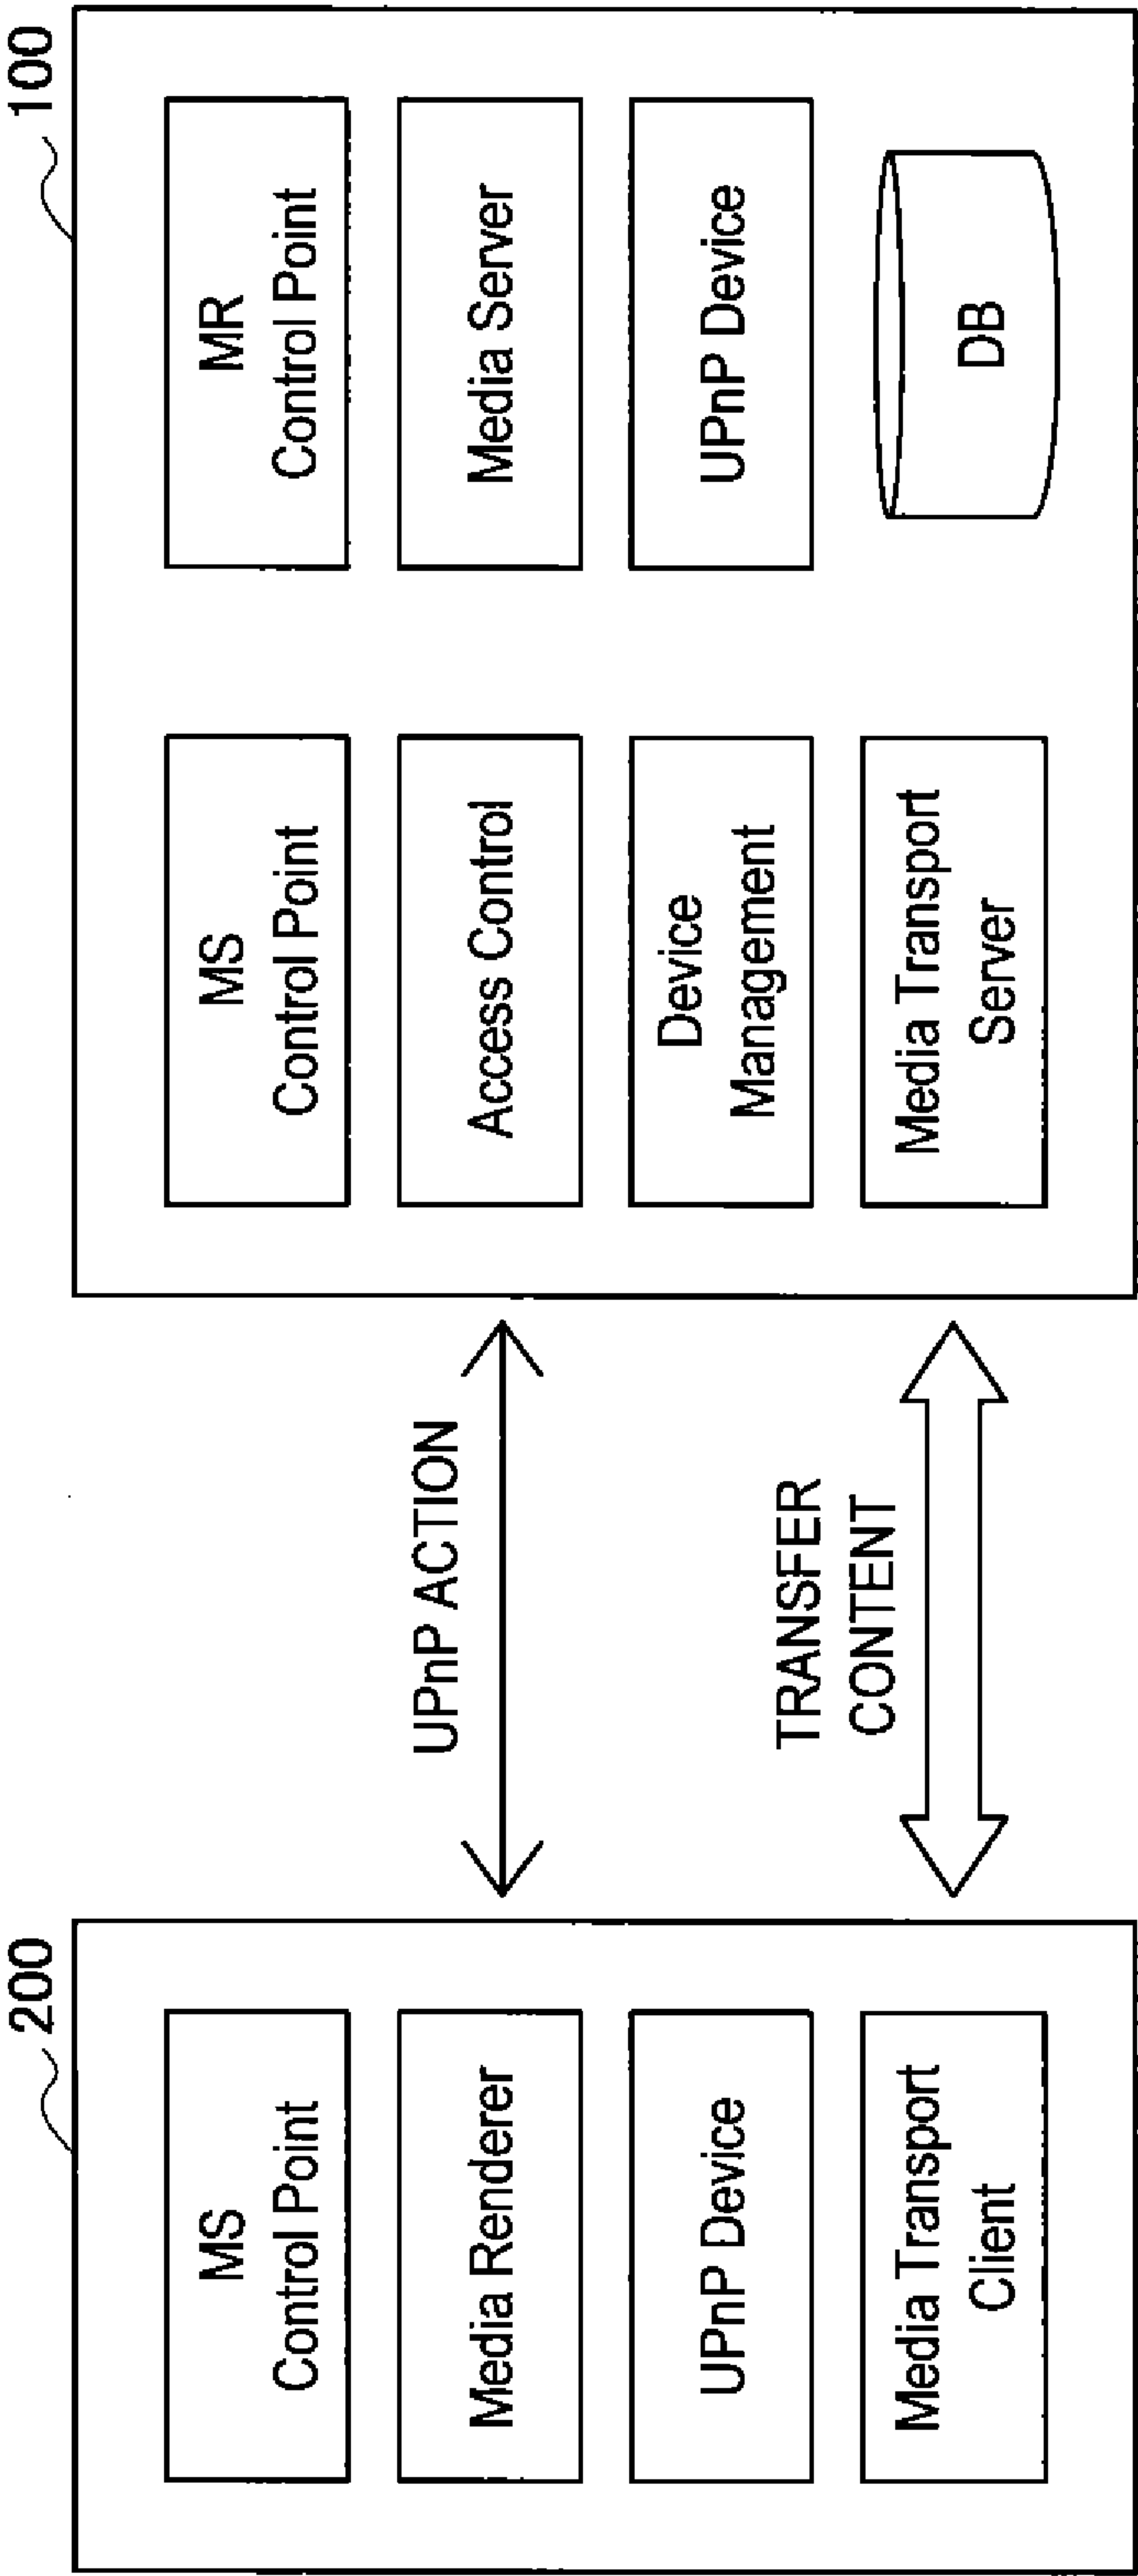 200
MS
Control Point
Media Renderer
UPnP Device
Media Transport
Client
UPnP ACTION
TRANSFER
CONTENT
100
MS
Control Point
Access Control
Device
Management
Media Transport
Server
MR
Control Point
Media Server
UPnP Device
DB